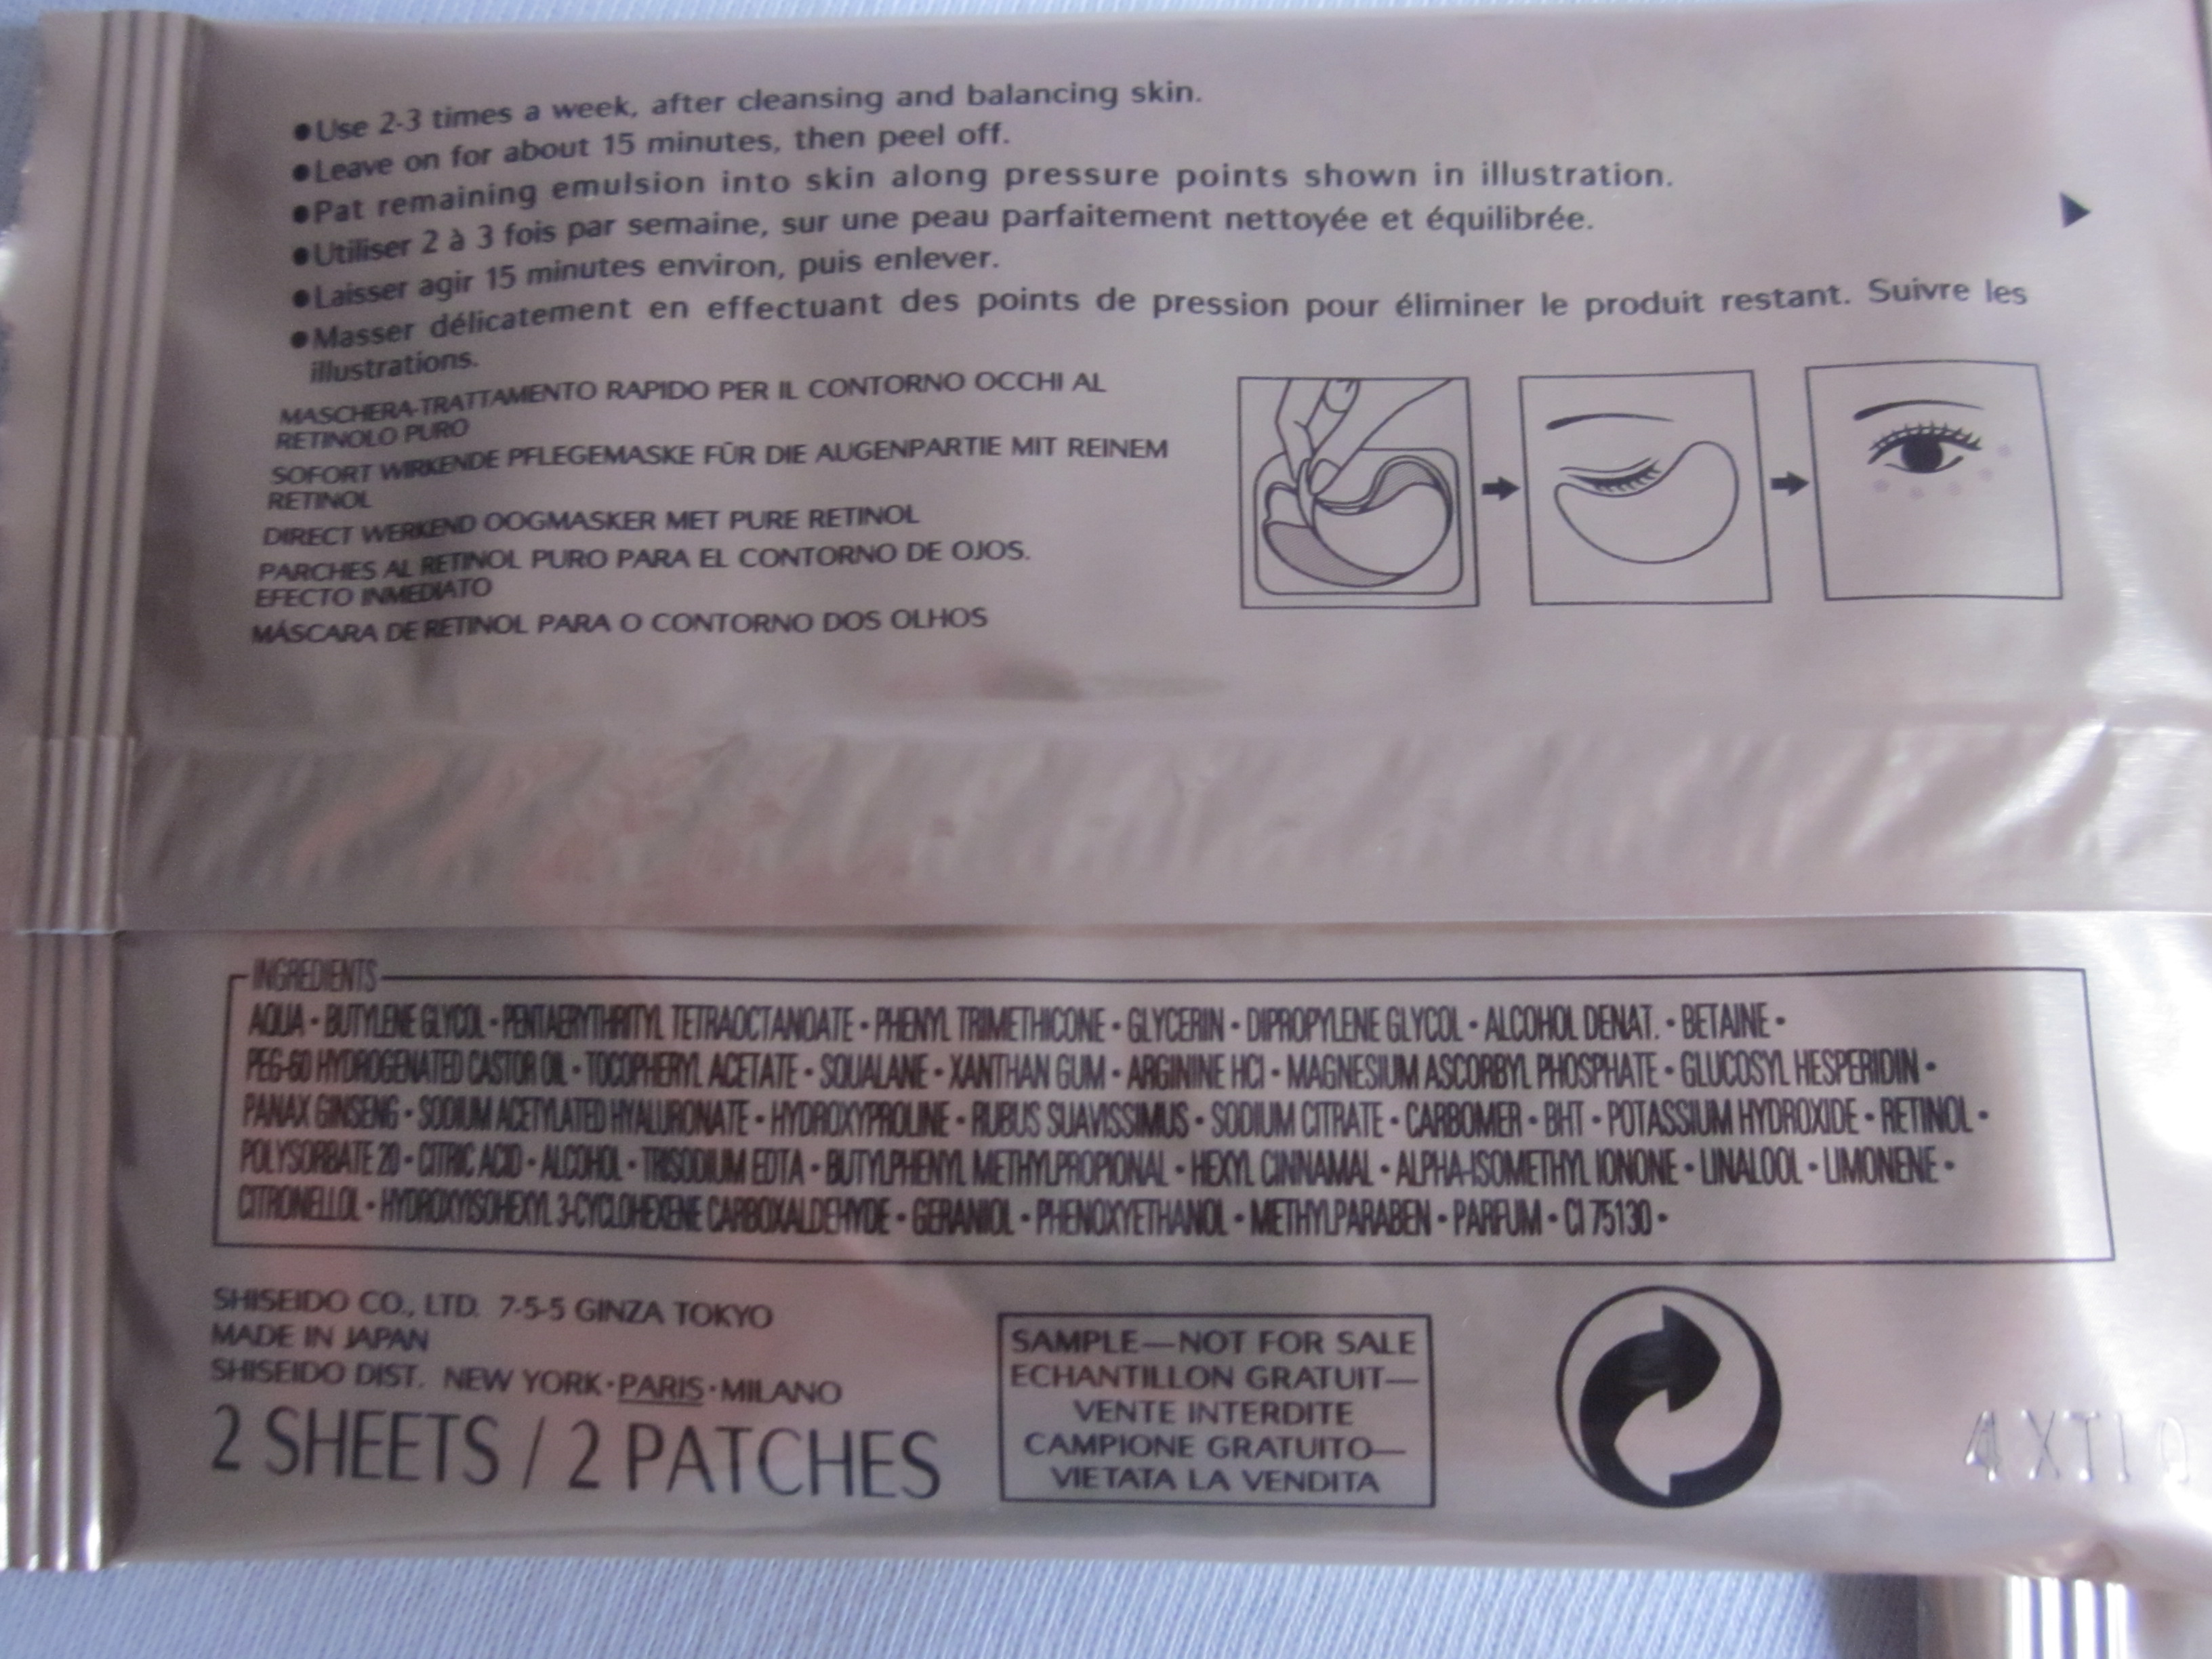 ●Use 2-3 times a week, after cleansing and balancing skin.
●Leave on for about 15 minutes, then peel off.
●Pat remaining emulsion into skin along pressure points shown in illustration.
●Utiliser 2 à 3 fois par semaine, sur une peau parfaitement nettoyée et équilibrée.
●Laisser agir 15 minutes environ, puis enlever.
●Masser délicatement en effectuant des points de pression pour éliminer le produit restant. Suivre les
illustrations.
MASCHERA-TRATTAMENTO RAPIDO PER IL CONTORNO OCCHI AL
RETINOLO PURO
SOFORT WIRKENDE PFLEGEMASKE FÜR DIE AUGENPARTIE MIT REINEM
RETINOL
DIRECT WERKEND OOGMASKER MET PURE RETINOL
PARCHES AL RETINOL PURO PARA EL CONTORNO DE OJOS.
EFECTO INMEDIATO
MÁSCARA DE RETINOL PARA O CONTORNO DOS OLHOS
INGREDIENTS
AQUA • BUTYLENE GLYCOL • PENTAERYTHRITYL TETRAOCTANOATE • PHENYL TRIMETHICONE • GLYCERIN • DIPROPYLENE GLYCOL • ALCOHOL DENAT. • BETAINE •
PEG-60 HYDROGENATED CASTOR OIL • TOCOPHERYL ACETATE • SQUALANE • XANTHAN GUM • ARGININE HCl • MAGNESIUM ASCORBYL PHOSPHATE • GLUCOSYL HESPERIDIN •
PANAX GINSENG • SODIUM ACETYLATED HYALURONATE • HYDROXYPROLINE • RUBUS SUAVISSIMUS • SODIUM CITRATE • CARBOMER • BHT • POTASSIUM HYDROXIDE • RETINOL •
POLYSORBATE 20 • CITRIC ACID • ALCOHOL • TRISODIUM EDTA • BUTYLPHENYL METHYLPROPIONAL • HEXYL CINNAMAL • ALPHA-ISOMETHYL IONONE • LINALOOL • LIMONENE •
CITRONELLOL • HYDROXYISOHEXYL 3-CYCLOHEXENE CARBOXALDEHYDE • GERANIOL • PHENOXYETHANOL • METHYLPARABEN • PARFUM • CI 75130 •
SHISEIDO CO., LTD. 7-5-5 GINZA TOKYO
MADE IN JAPAN
SHISEIDO DIST. NEW YORK•PARIS•MILANO
2 SHEETS / 2 PATCHES
SAMPLE—NOT FOR SALE
ECHANTILLON GRATUIT—
VENTE INTERDITE
CAMPIONE GRATUITO—
VIETATA LA VENDITA